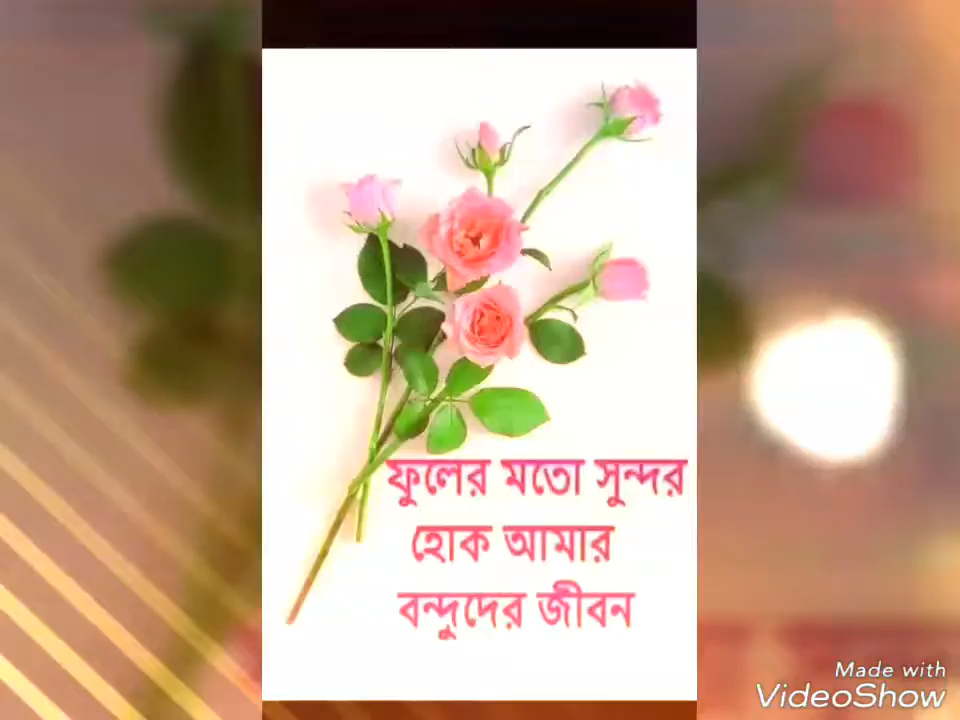 ফুলের মতো সুন্দর
হোক আমার
বন্দুদের জীবন
Made with
VideoShow